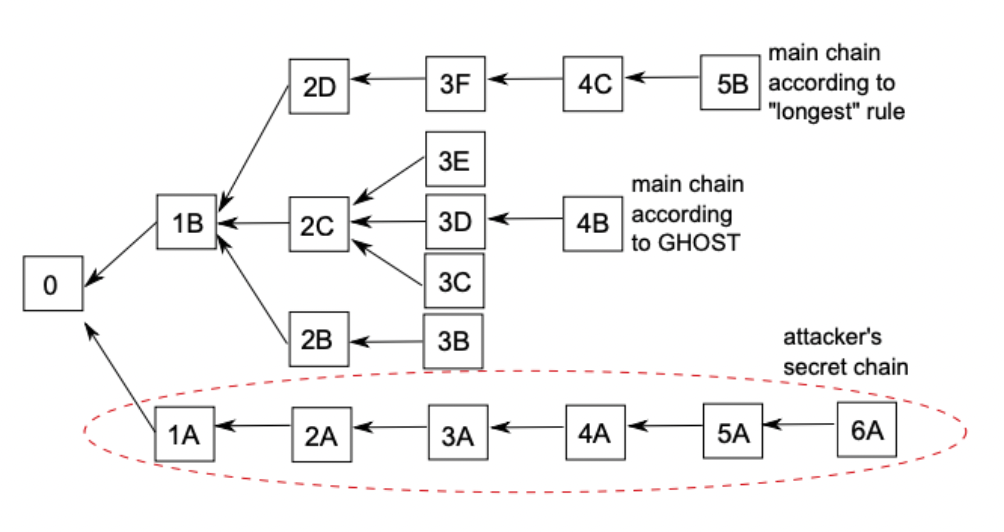 2D
3F
4C
5B
main chain
according to
"longest" rule
3E
1B
2C
3D
4B
main chain
according
to GHOST
0
3C
2B
3B
attacker's
secret chain
1A
2A
3A
4A
5A
6A